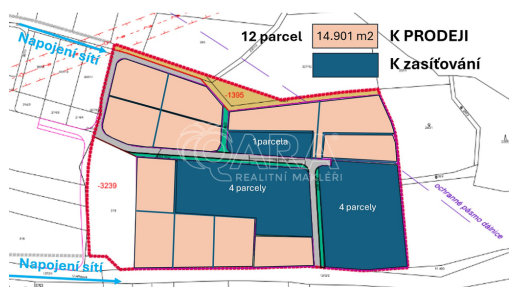 Napojení sítí
12 parcel
14.901 m2
K PRODEJI
K zasíťování
-1395
1parcela
QARA
REALITNÍ MAKLÉŘI
-3239
4 parcely
4 parcely
ochranné pásmo dálnice
Napojení sítí